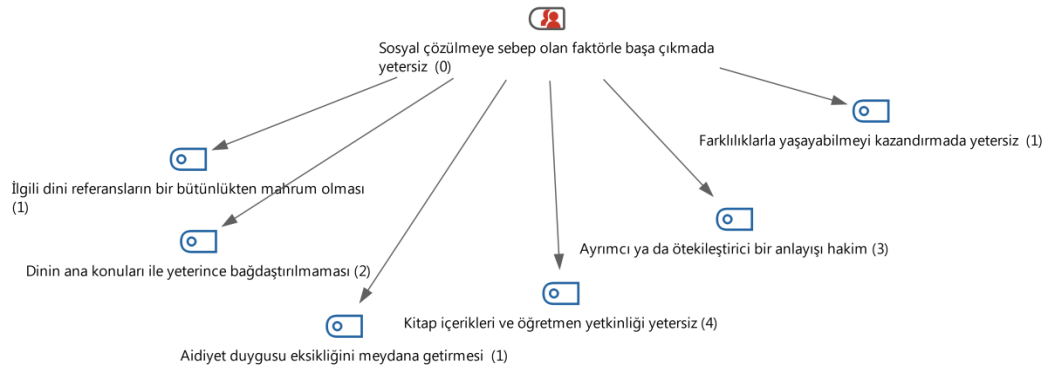 Sosyal çözülmeye sebep olan faktörle başa çıkmada
yetersiz (0)
Farklılıklarla yaşayabilmeyi kazandırmada yetersiz (1)
İlgili dini referansların bir bütünlükten mahrum olması
(1)
Ayrımcı ya da ötekileştirici bir anlayışı hakim (3)
Dinin ana konuları ile yeterince bağdaştırılmaması (2)
Kitap içerikleri ve öğretmen yetkinliği yetersiz (4)
Aidiyet duygusu eksikliğini meydana getirmesi (1)